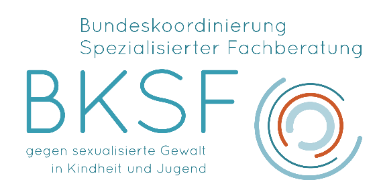 Bundeskoordinierung
Spezialisierter Fachberatung
BKSF
gegen sexualisierte Gewalt
in Kindheit und Jugend